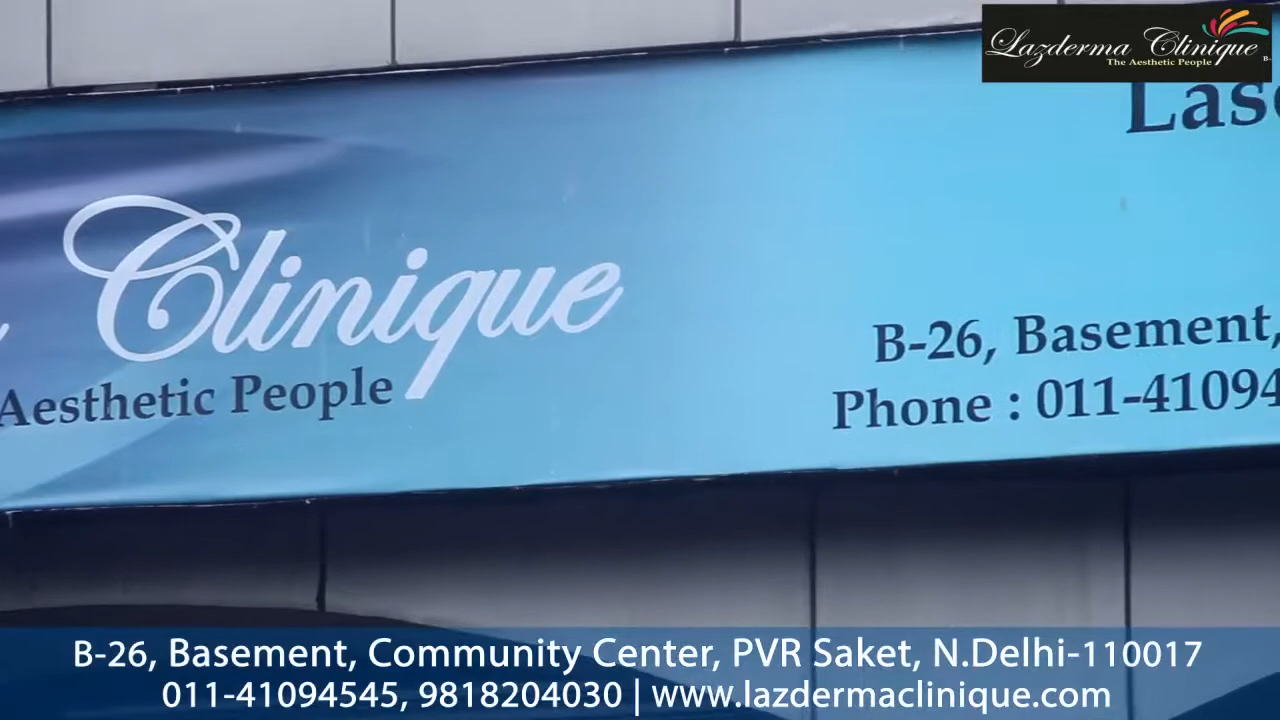 Lazderma Clinique
The Aesthetic People
B-
Clinique
Aesthetic People
B-26, Basement,
Phone : 011-41094
B-26, Basement, Community Center, PVR Saket, N.Delhi-110017
011-41094545, 9818204030 | www.lazdermaclinique.com